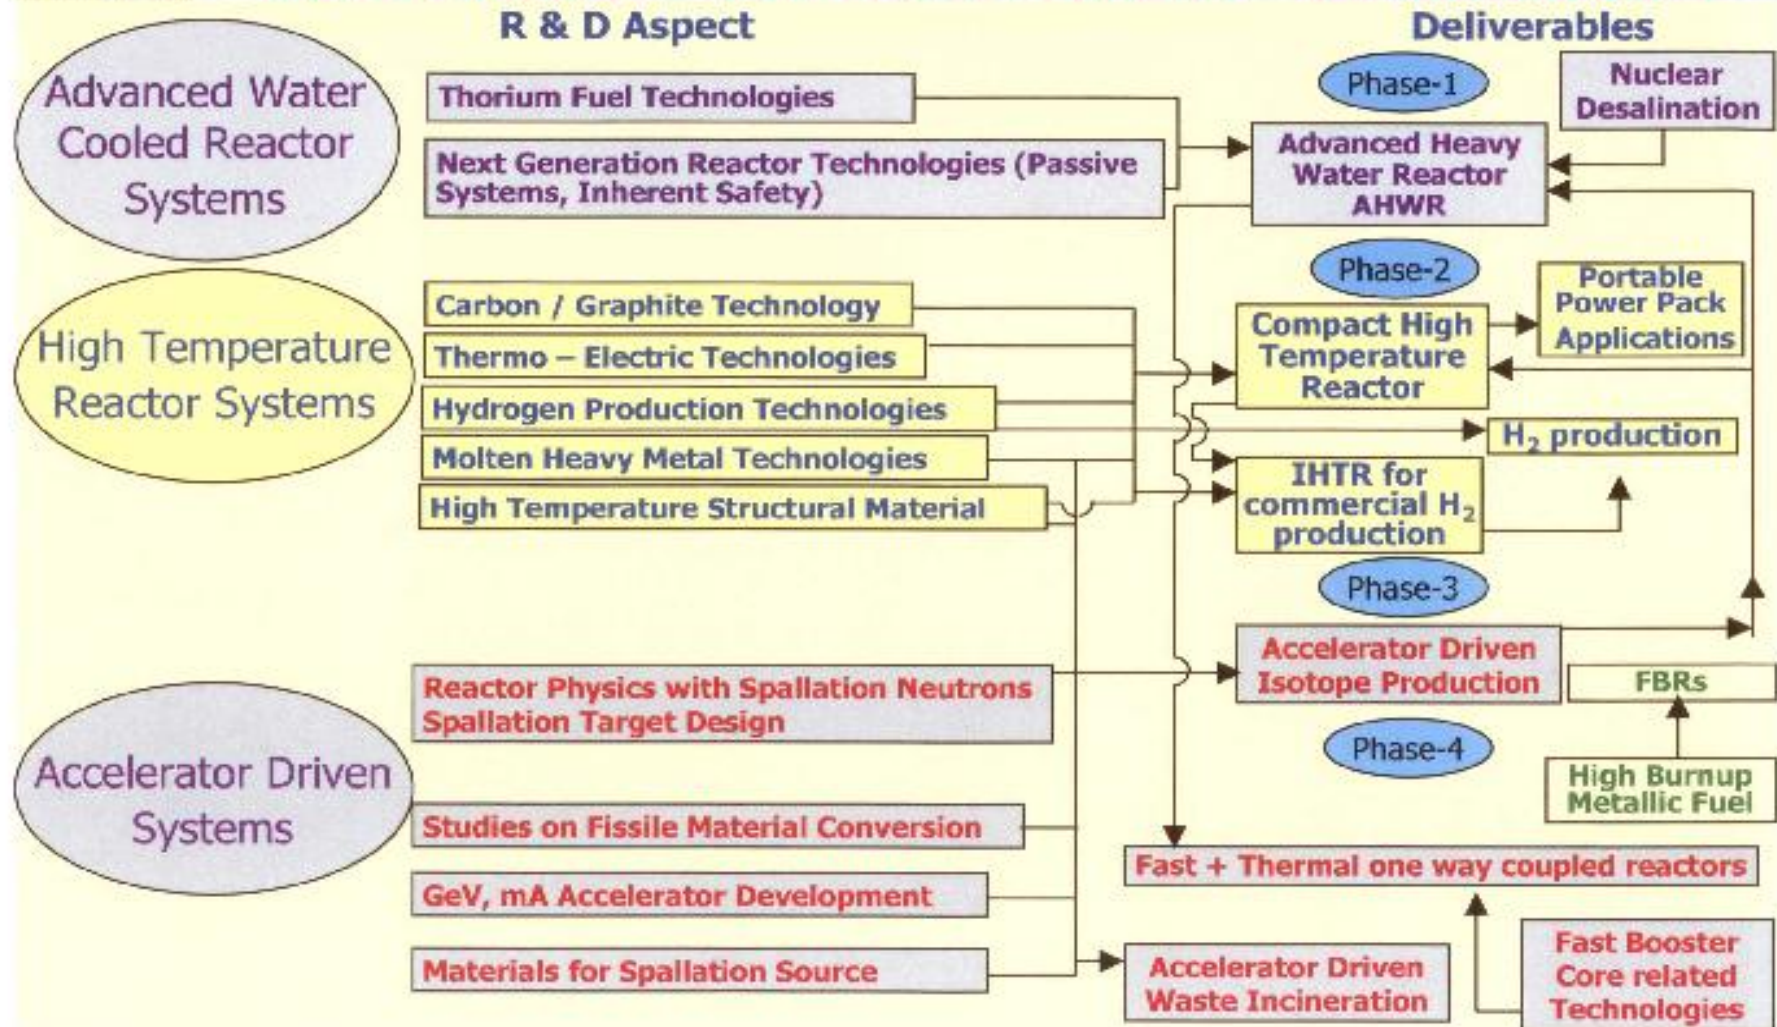 R & D Aspect
Deliverables
Advanced Water
Cooled Reactor
Systems
Thorium Fuel Technologies
Next Generation Reactor Technologies (Passive
Systems, Inherent Safety)
Phase-1
Nuclear
Desalination
Advanced Heavy
Water Reactor
AHWR
High Temperature
Reactor Systems
Carbon / Graphite Technology
Thermo – Electric Technologies
Hydrogen Production Technologies
Molten Heavy Metal Technologies
High Temperature Structural Material
Phase-2
Portable
Power Pack
Applications
Compact High
Temperature
Reactor
H₂ production
IHTR for
commercial H₂
production
Phase-3
Accelerator Driven
Systems
Reactor Physics with Spallation Neutrons
Spallation Target Design
Studies on Fissile Material Conversion
GeV, mA Accelerator Development
Materials for Spallation Source
Accelerator Driven
Isotope Production
FBRs
Phase-4
High Burnup
Metallic Fuel
Fast + Thermal one way coupled reactors
Accelerator Driven
Waste Incineration
Fast Booster
Core related
Technologies